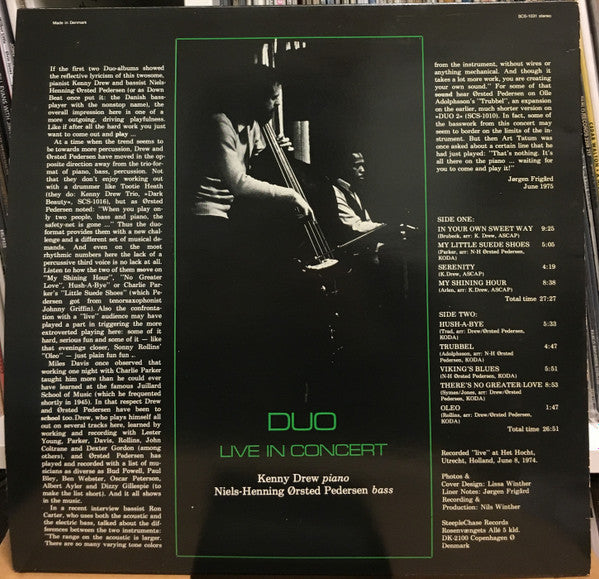 Made in Denmark
SCS-1031 stereo
If the first two Duo-albums showed
the reflective lyricism of this twosome,
pianist Kenny Drew and bassist Niels-
Henning Ørsted Pedersen (or as Down
Beat once put it: the Danish bass-
player with the nonstop name), the
overall impression here is one of a
more outgoing, driving playfulness.
Like if after all the hard work you just
want to come out and play ...
At a time when the trend seems to
be towards more percussion, Drew and
Ørsted Pedersen have moved in the op-
posite direction away from the trio-for-
mat of piano, bass, percussion. Not
that they don't enjoy working out
with a drummer like Tootie Heath
(they do: Kenny Drew Trio, »Dark
Beauty«, SCS-1016), but as Ørsted
Pedersen noted: "When you play on-
ly two people, bass and piano, the
safety-net is gone ..." Thus the duo-
format provides them with a new chal-
lenge and a different set of musical de-
mands. And even on the most
rhythmic numbers here the lack of a
percussive third voice is no lack at all.
Listen to how the two of them move on
"My Shining Hour", "No Greater
Love", Hush-A-Bye" or Charlie Par-
ker's "Little Suede Shoes" (which Pe-
dersen got from tenorsaxophonist
Johnny Griffin). Also the confronta-
tion with a "live" audience may have
played a part in triggering the more
extroverted playing here: some of it
hard, serious fun and some of it — like
that evenings closer, Sonny Rollins'
"Oleo" — just plain fun fun ..
Miles Davis once observed that
working one night with Charlie Parker
taught him more than he could ever
have learned at the famous Juillard
School of Music (which he frequented
shortly in 1945). In that respect Drew
and Ørsted Pedersen have been to
school too. Drew, who plays himself all
out on several tracks here, learned by
working and recording with Lester
Young, Parker, Davis, Rollins, John
Coltrane and Dexter Gordon (among
others), and Ørsted Pedersen has
played and recorded with a list of mu-
sicians as diverse as Bud Powell, Paul
Bley, Ben Webster, Oscar Peterson,
Albert Ayler and Dizzy Gillespie (to
make the list short). And it all shows
in the music.
In a recent interview bassist Ron
Carter, who uses both the acoustic and
the electric bass, talked about the dif-
ferences between the two instruments:
"The range on the acoustic is larger.
There are so many varying tone colors
DUO
LIVE IN CONCERT
Kenny Drew piano
Niels-Henning Ørsted Pedersen bass
from the instrument, without wires or
anything mechanical. And though it
takes a lot more work, you are creating
your own sound." For some of that
sound hear Ørsted Pedersen on Olle
Adolphsson's "Trubbel", an expansion
on the earlier, much shorter version on
»DUO 2« (SCS-1010). In fact, some of
the basswork from this concert may
seem to border on the limits of the in-
strument. But then Art Tatum was
once asked about a certain line that he
had just played: "That's nothing. It's
all there on the piano ... waiting for
you to come and play it!"
Jørgen Frigård
June 1975
SIDE ONE:
IN YOUR OWN SWEET WAY 9:25
(Brubeck, arr: K. Drew, ASCAP)
MY LITTLE SUEDE SHOES 5:05
(Parker, arr: N-H Ørsted Pedersen,
KODA)
SERENITY 4:19
(K.Drew, ASCAP)
MY SHINING HOUR 8:38
(Arlen, arr: K.Drew, ASCAP)
Total time 27:27
SIDE TWO:
HUSH-A-BYE 5:33
(Trad, arr: Drew/Ørsted Pedersen,
KODA)
TRUBBEL 4:47
(Adolphsson, arr: N-H Ørsted
Pedersen, KODA)
VIKING'S BLUES 5:51
(N-H Ørsted Pedersen, KODA)
THERE'S NO GREATER LOVE 8:53
(Symen/Jones, arr: Drew/Ørsted
Pedersen, KODA)
OLEO 1:47
(Rollins, arr: Drew/Ørsted Pedersen,
KODA)
Total time 26:51
Recorded "live" at Het Hocht,
Utrecht, Holland, June 8, 1974.
Photos &
Cover Design: Lissa Winther
Liner Notes: Jørgen Frigård
Recording &
Production: Nils Winther
SteepleChase Records
Rosenvængets Alle 5 kld.
DK-2100 Copenhagen Ø
Denmark